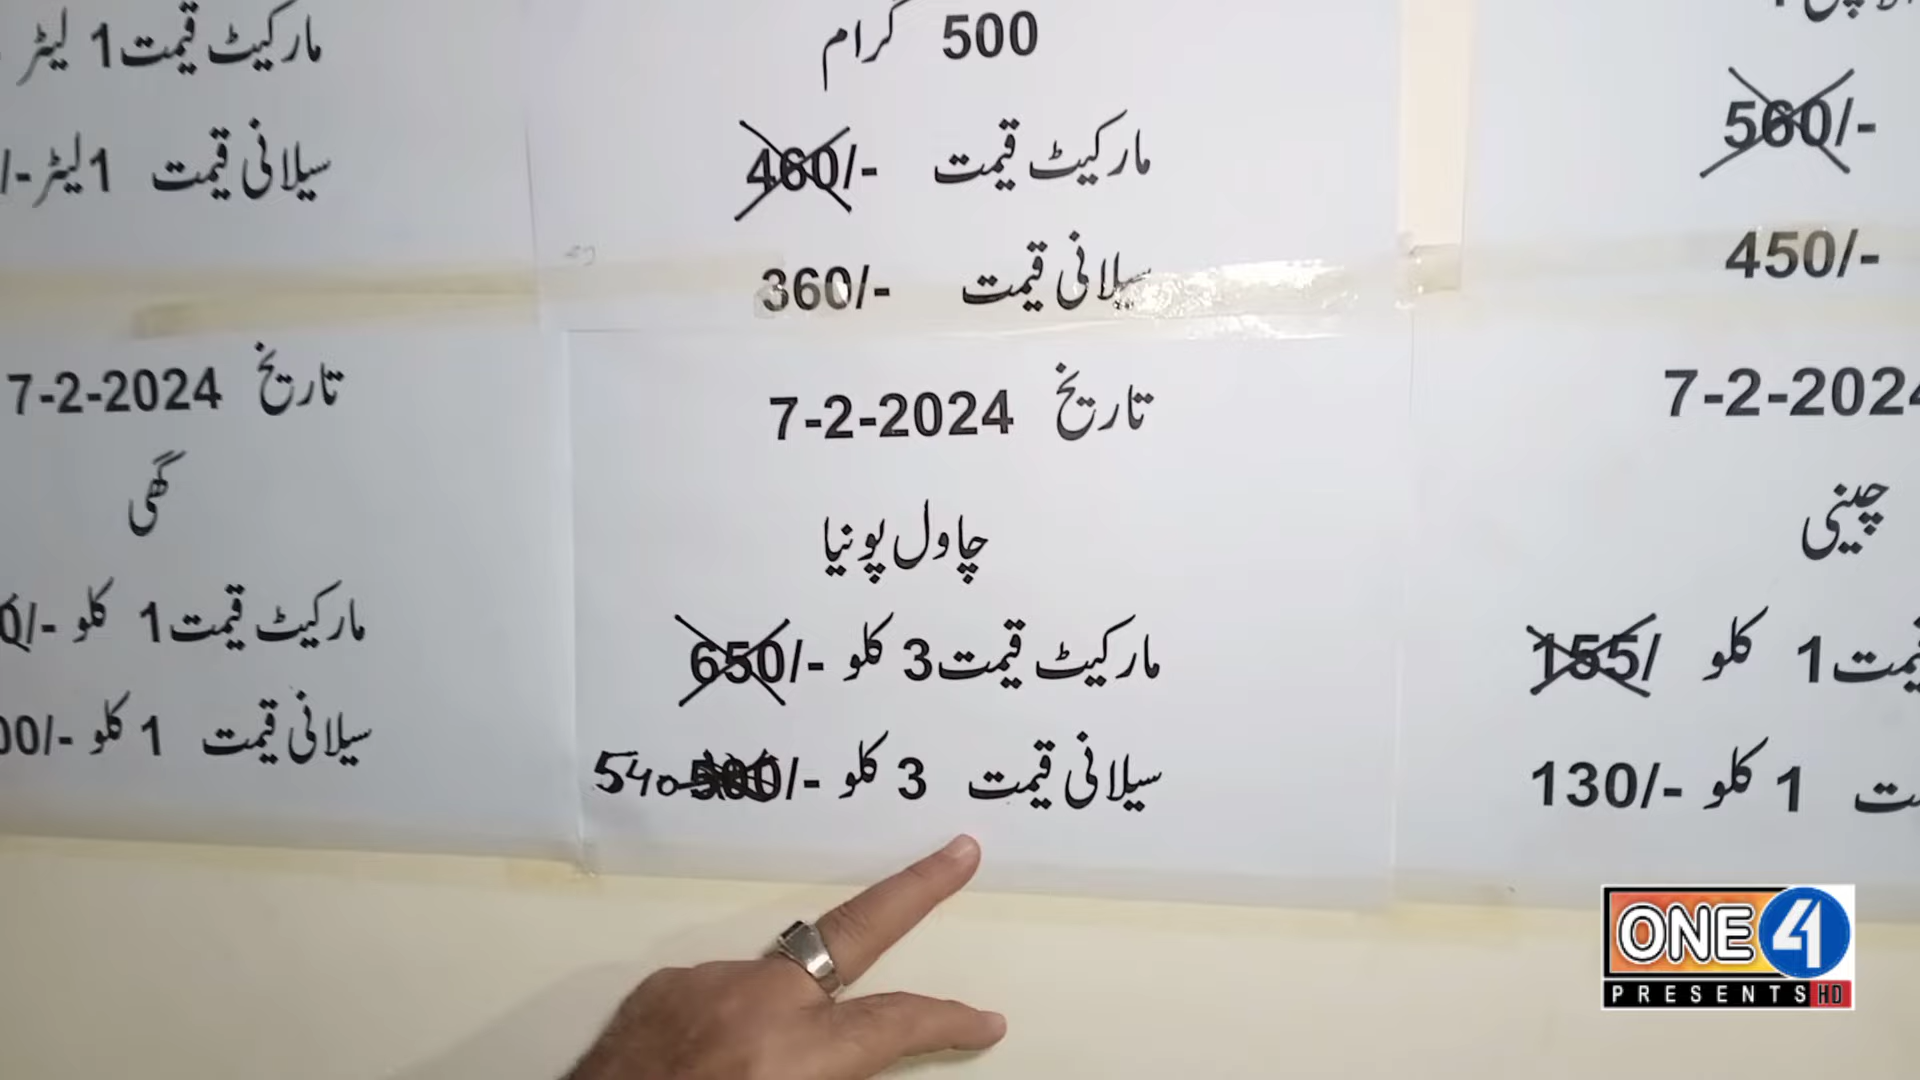 500 گرام
مارکیٹ قیمت 460/-
سیلانی قیمت 360/-
تاریخ 7-2-2024
چاول پونیا
مارکیٹ قیمت 3 کلو 650/-
سیلانی قیمت 3 کلو 500/- 540
560/-
450/-
7-2-2024
چینی
قیمت 1 کلو 155/
1 کلو 130/-
مارکیٹ قیمت 1 لیٹر
سیلانی قیمت 1 لیٹر /-
تاریخ 7-2-2024
گھی
مارکیٹ قیمت 1 کلو
سیلانی قیمت 1 کلو
ONE 41
PRESENTS HD